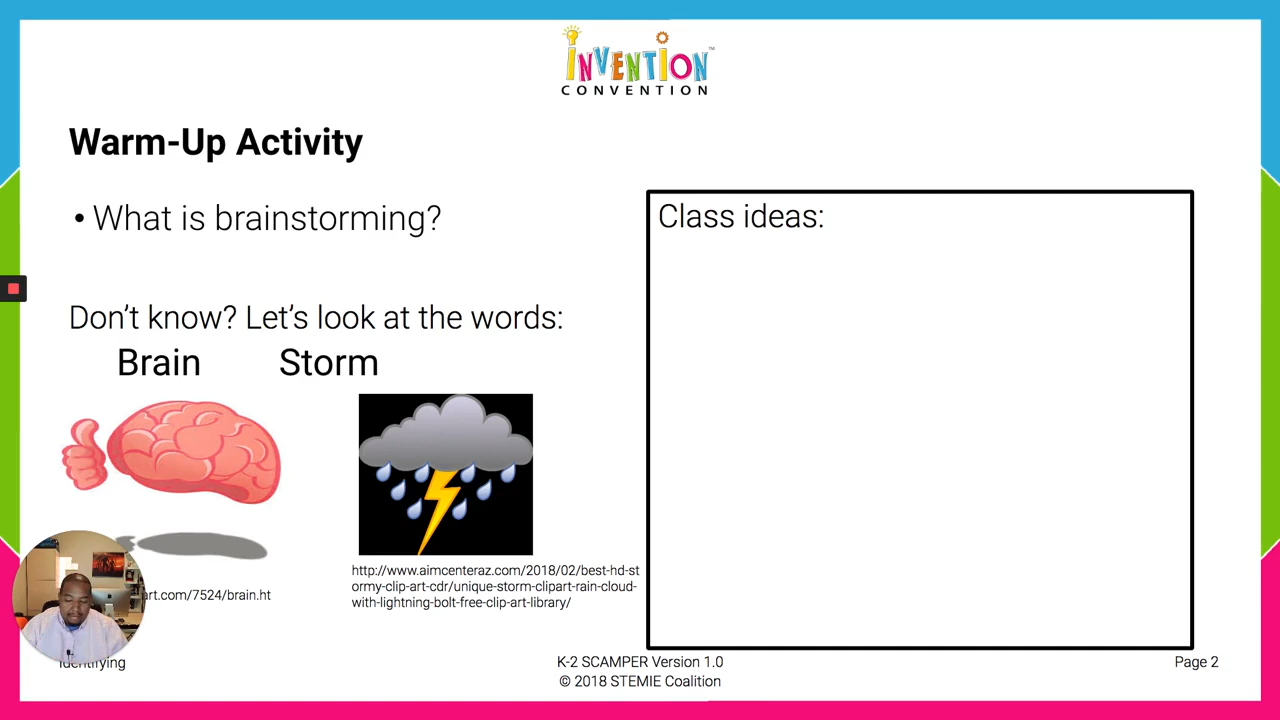 INVENTION™
CONVENTION
Warm-Up Activity
• What is brainstorming?
Class ideas:
Don't know? Let's look at the words:
Brain Storm
art.com/7524/brain.ht
http://www.aimcenteraz.com/2018/02/best-hd-st
ormy-clip-art-cdr/unique-storm-clipart-rain-cloud-
with-lightning-bolt-free-clip-art-library/
Identifying
K-2 SCAMPER Version 1.0
© 2018 STEMIE Coalition
Page 2